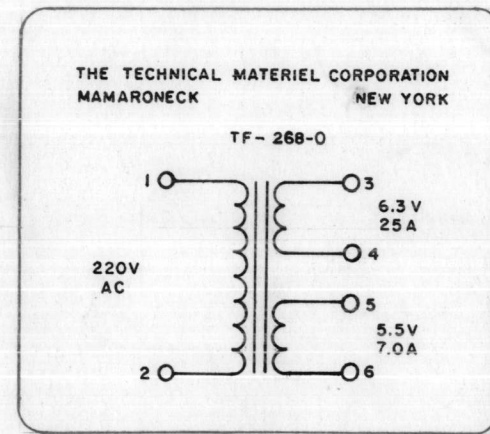 THE TECHNICAL MATERIEL CORPORATION
MAMARONECK NEW YORK
TF-268-0
1 3
6.3 V
25 A
4
220V
AC
5
5.5V
7.0A
2 6